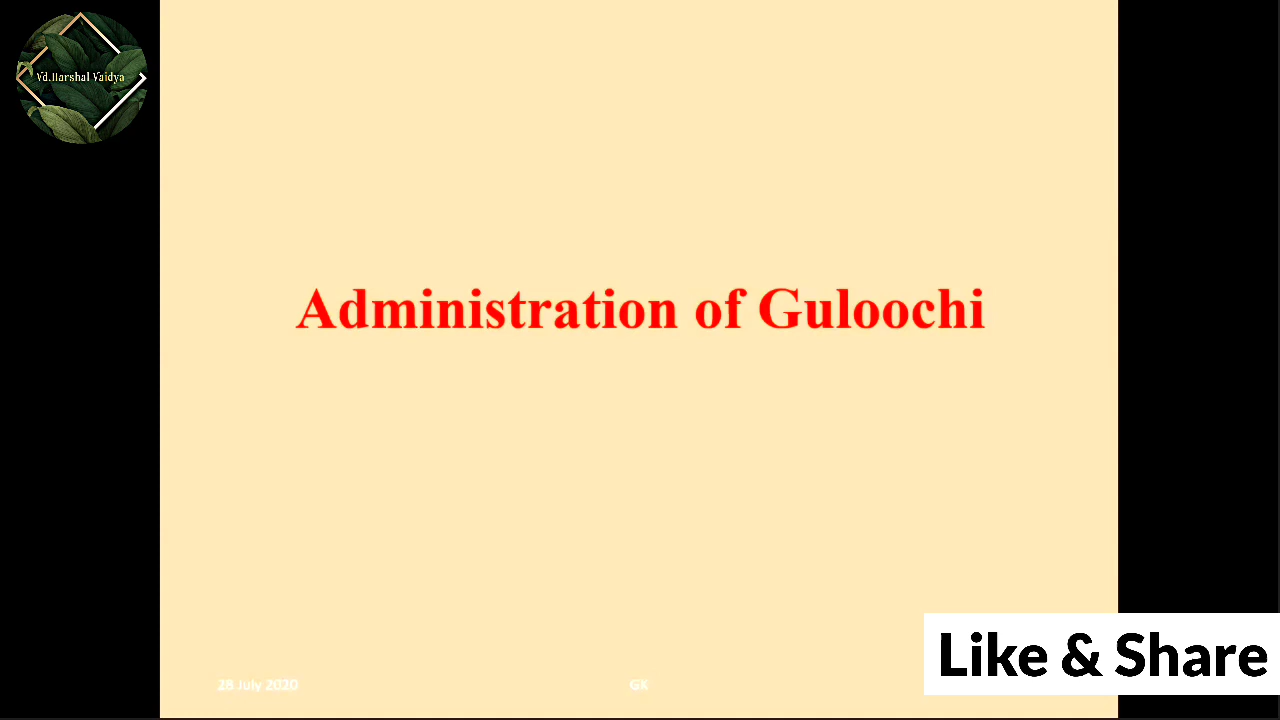 Vd.Harshal Vaidya
Administration of Guloochi
Like & Share
28 July 2020
GK